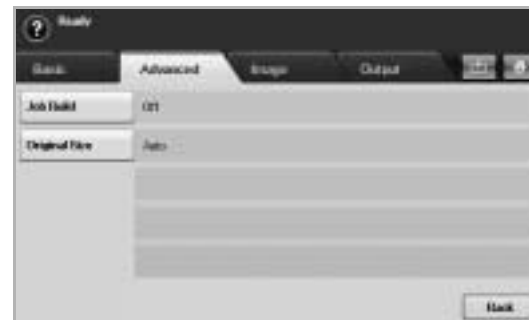 Ready
Basic Advanced Image Output
Job Build Off
Original Size Auto
Back